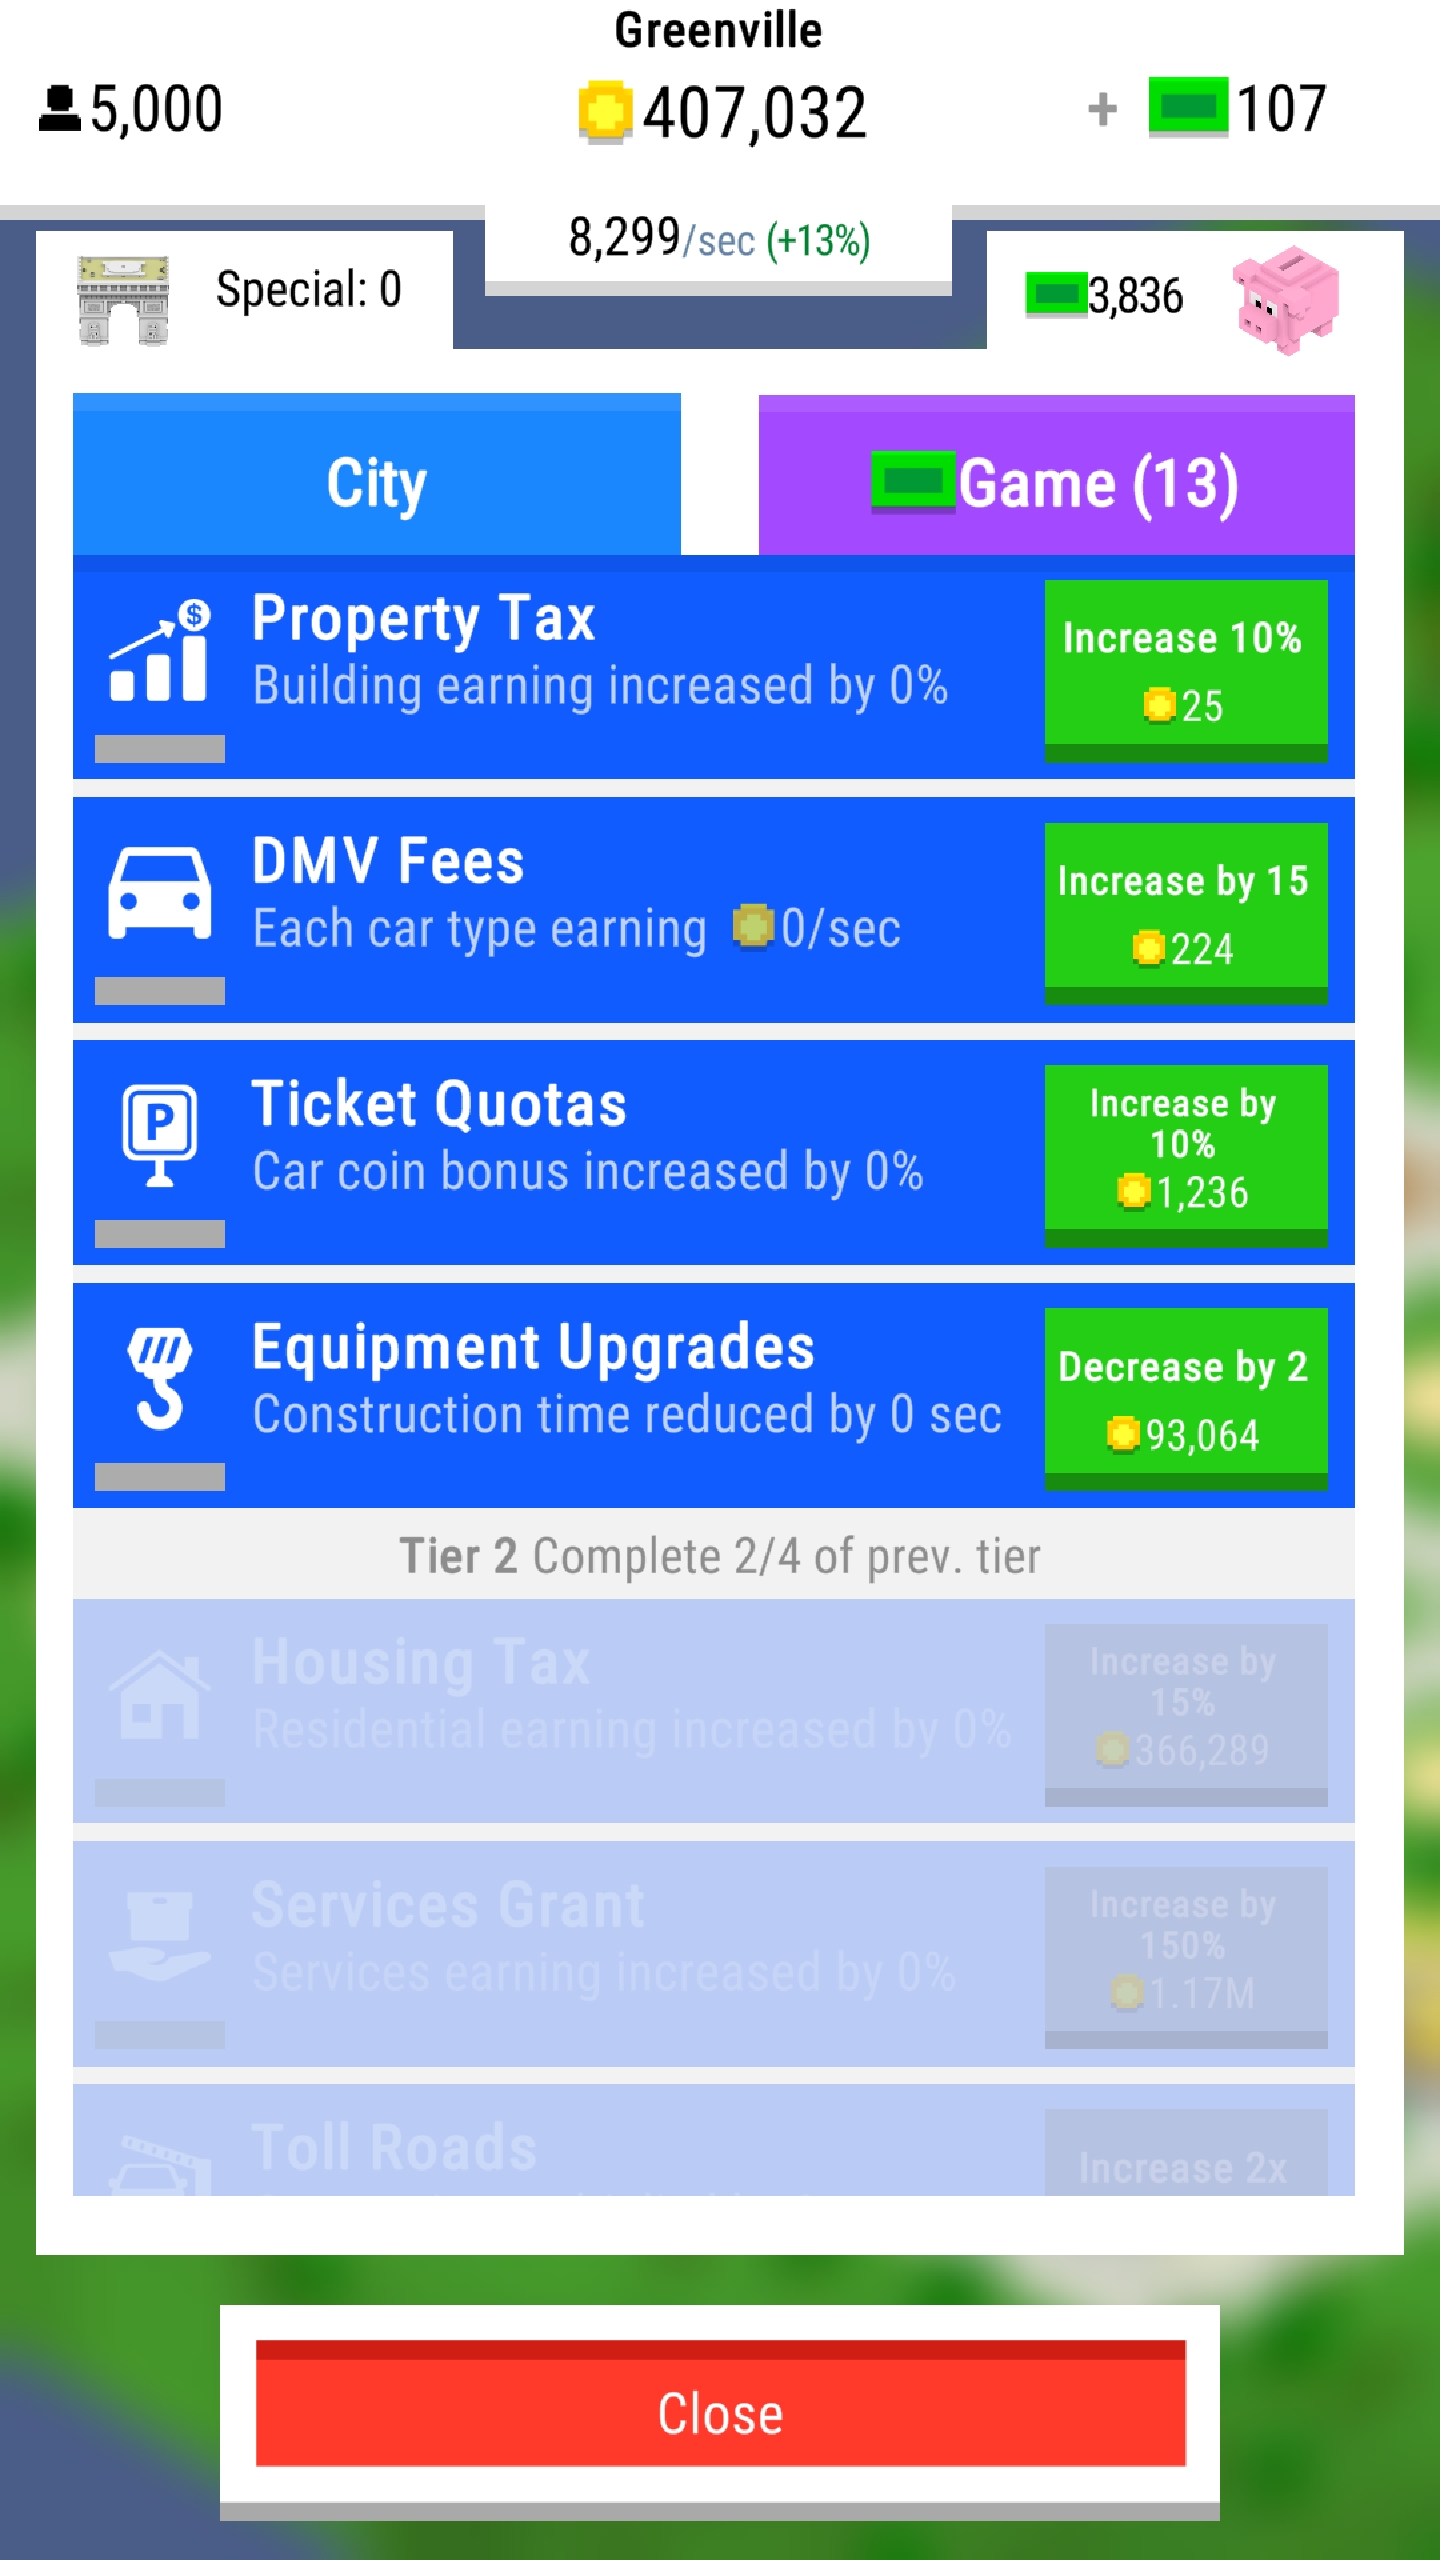 Greenville
5,000
407,032
+ 107
8,299/sec (+13%)
Special: 0
3,836
City
Game (13)
Property Tax
Building earning increased by 0%
Increase 10%
25
DMV Fees
Each car type earning 0/sec
Increase by 15
224
Ticket Quotas
Car coin bonus increased by 0%
Increase by
10%
1,236
Equipment Upgrades
Construction time reduced by 0 sec
Decrease by 2
93,064
Tier 2 Complete 2/4 of prev. tier
Housing Tax
Residential earning increased by 0%
Increase by
15%
366,289
Services Grant
Services earning increased by 0%
Increase by
150%
1.17M
Toll Roads
Increase 2x
Close